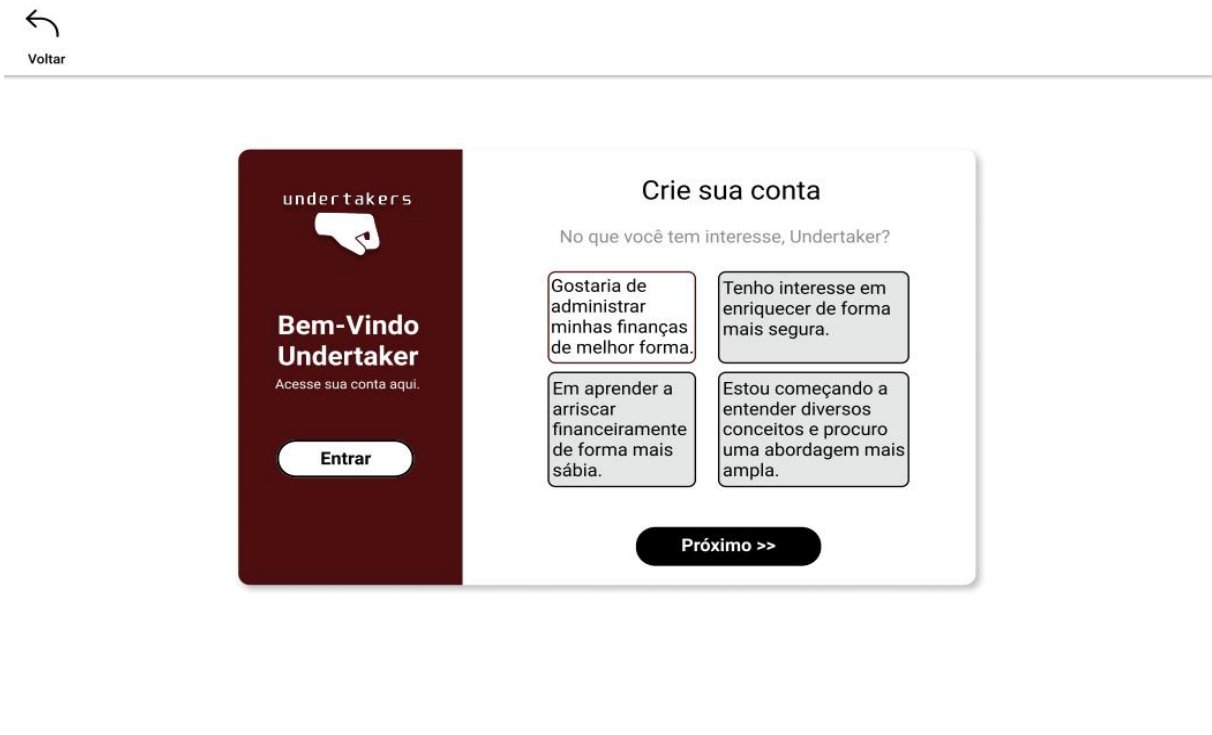 Voltar
undertakers
Bem-Vindo
Undertaker
Acesse sua conta aqui.
Entrar
Crie sua conta
No que você tem interesse, Undertaker?
Gostaria de
administrar
minhas finanças
de melhor forma.
Tenho interesse em
enriquecer de forma
mais segura.
Em aprender a
arriscar
financeiramente
de forma mais
sábia.
Estou começando a
entender diversos
conceitos e procuro
uma abordagem mais
ampla.
Próximo >>